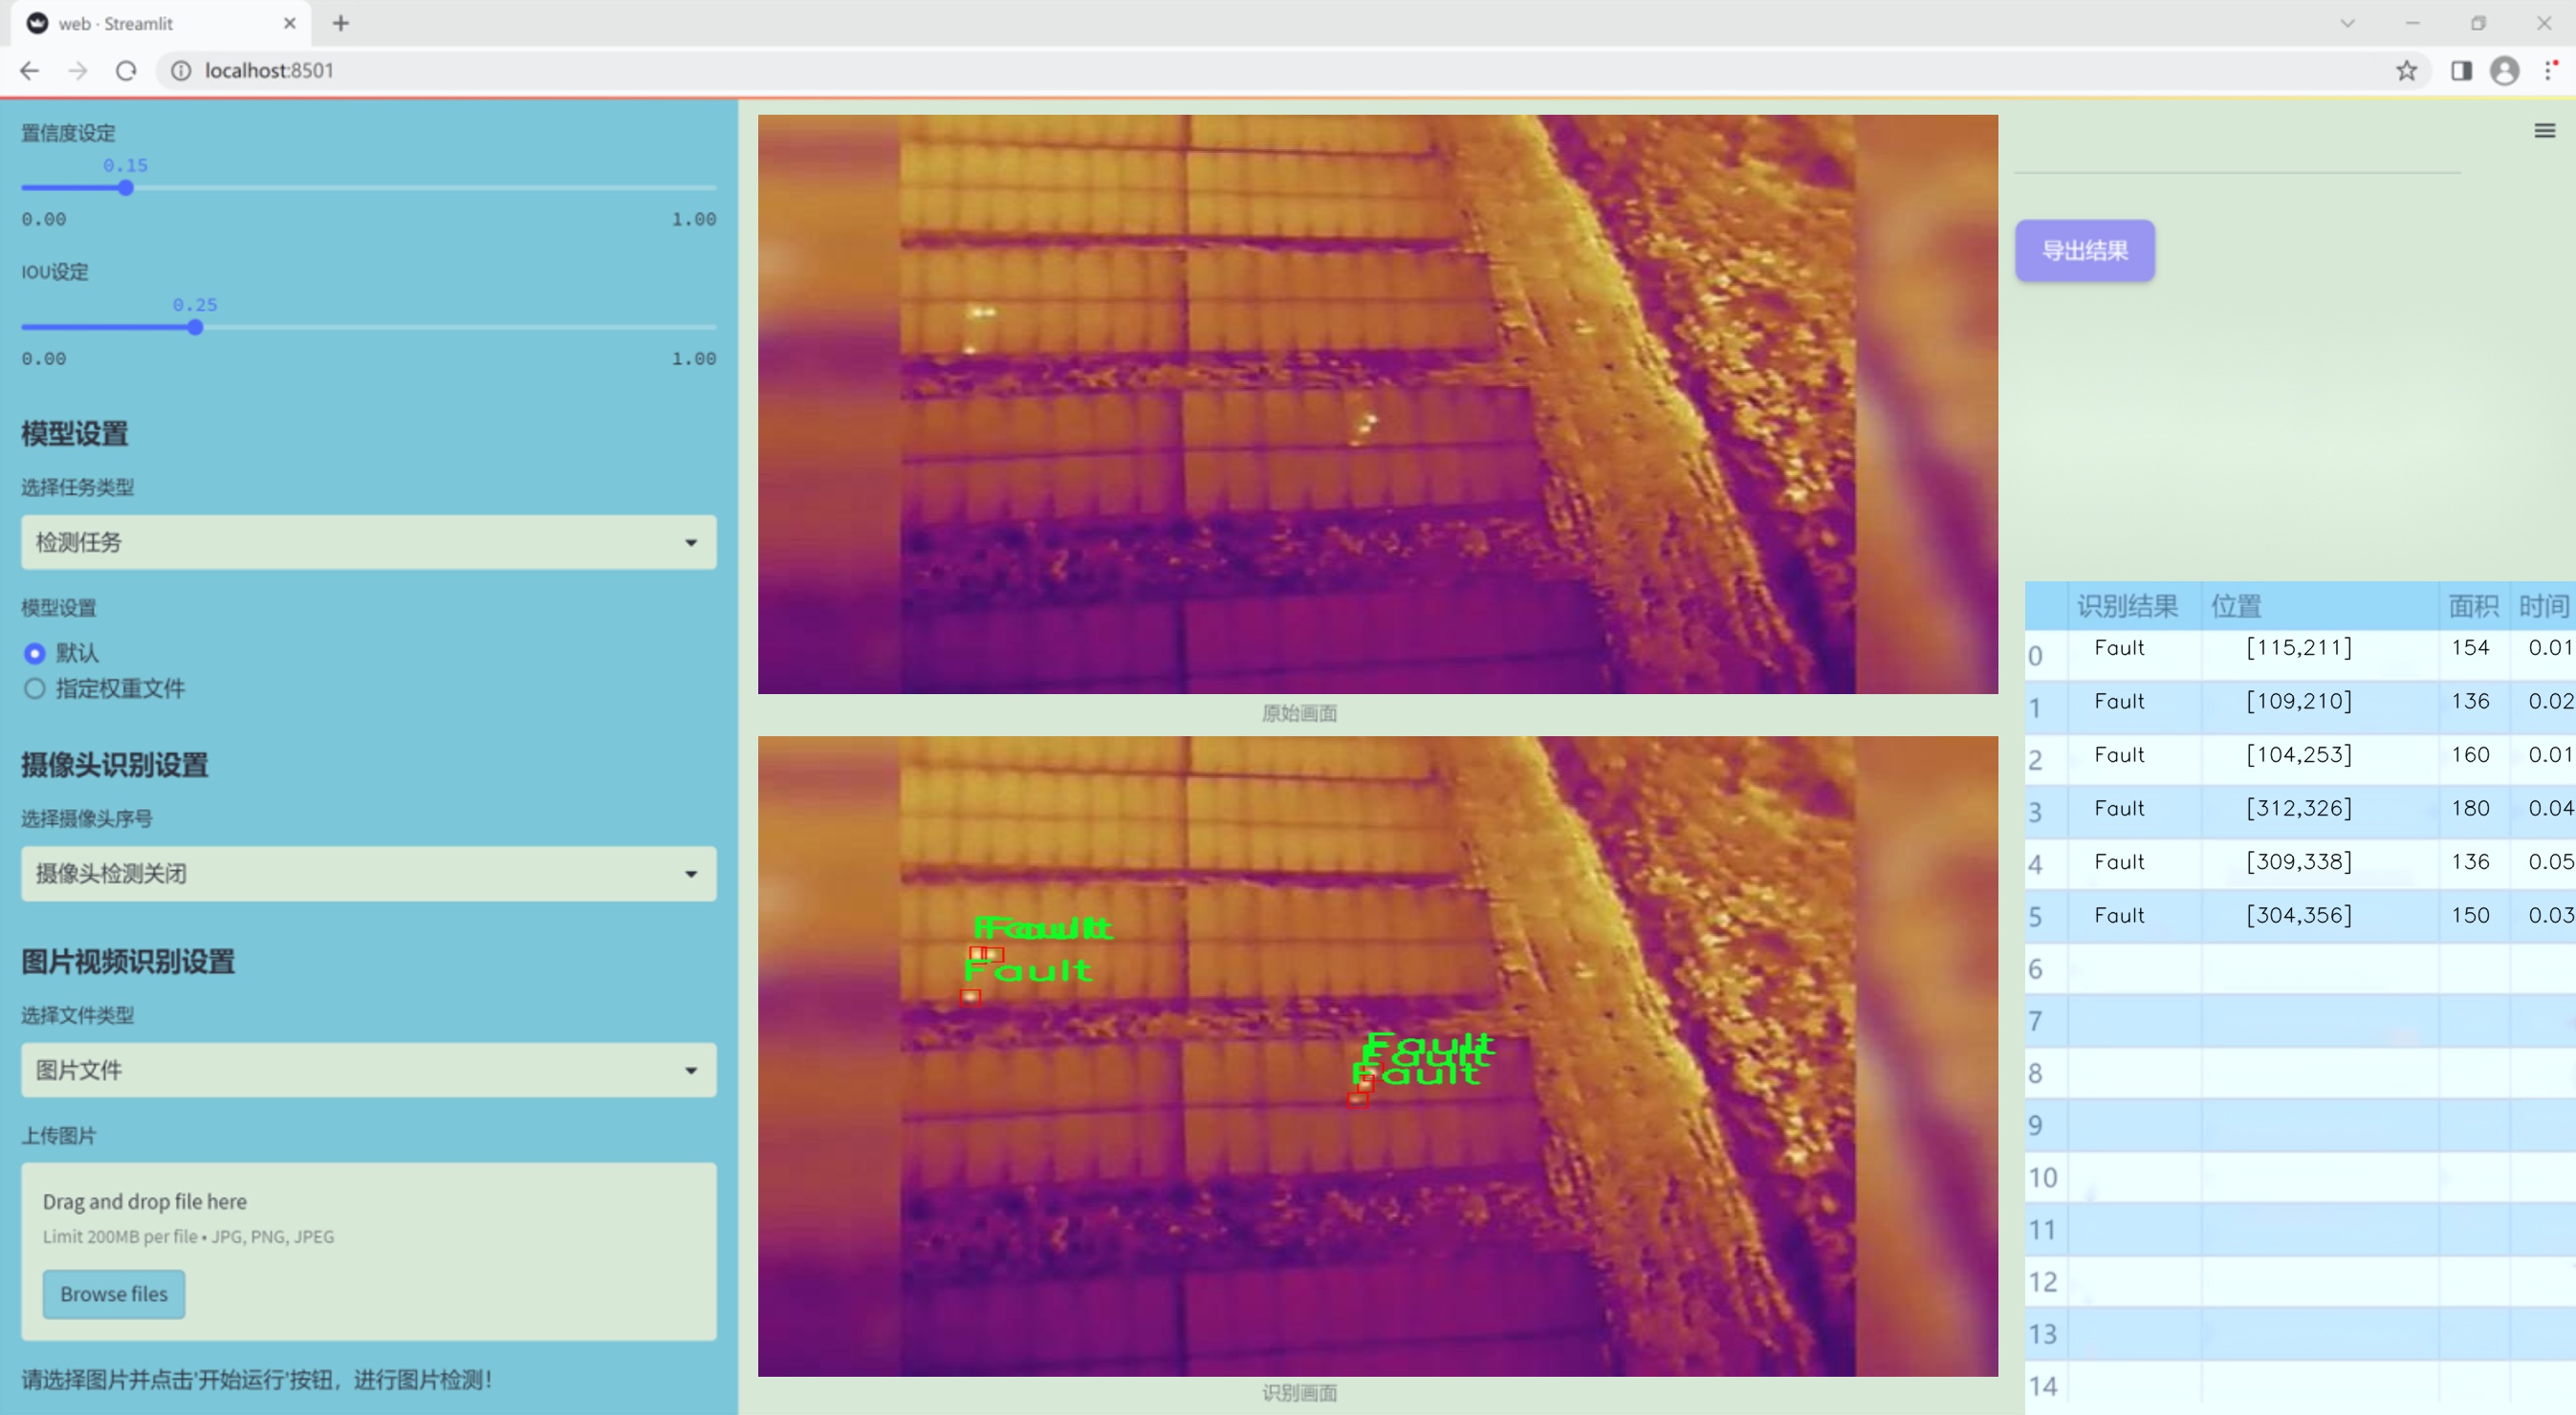 web · Streamlit
localhost:8501
置信度设定
0.15
0.00 1.00
IOU设定
0.25
0.00 1.00
模型设置
选择任务类型
检测任务
模型设置
默认
指定权重文件
摄像头识别设置
选择摄像头序号
摄像头检测关闭
图片视频识别设置
选择文件类型
图片文件
上传图片
Drag and drop file here
Limit 200MB per file • JPG, PNG, JPEG
Browse files
请选择图片并点击'开始运行'按钮，进行图片检测！
原始画面
Fault
Fault
Fault
Fault
Fault
Fault
识别画面
导出结果
识别结果 位置 面积 时间
0 Fault [115,211] 154 0.01
1 Fault [109,210] 136 0.02
2 Fault [104,253] 160 0.01
3 Fault [312,326] 180 0.04
4 Fault [309,338] 136 0.05
5 Fault [304,356] 150 0.03
6
7
8
9
10
11
12
13
14